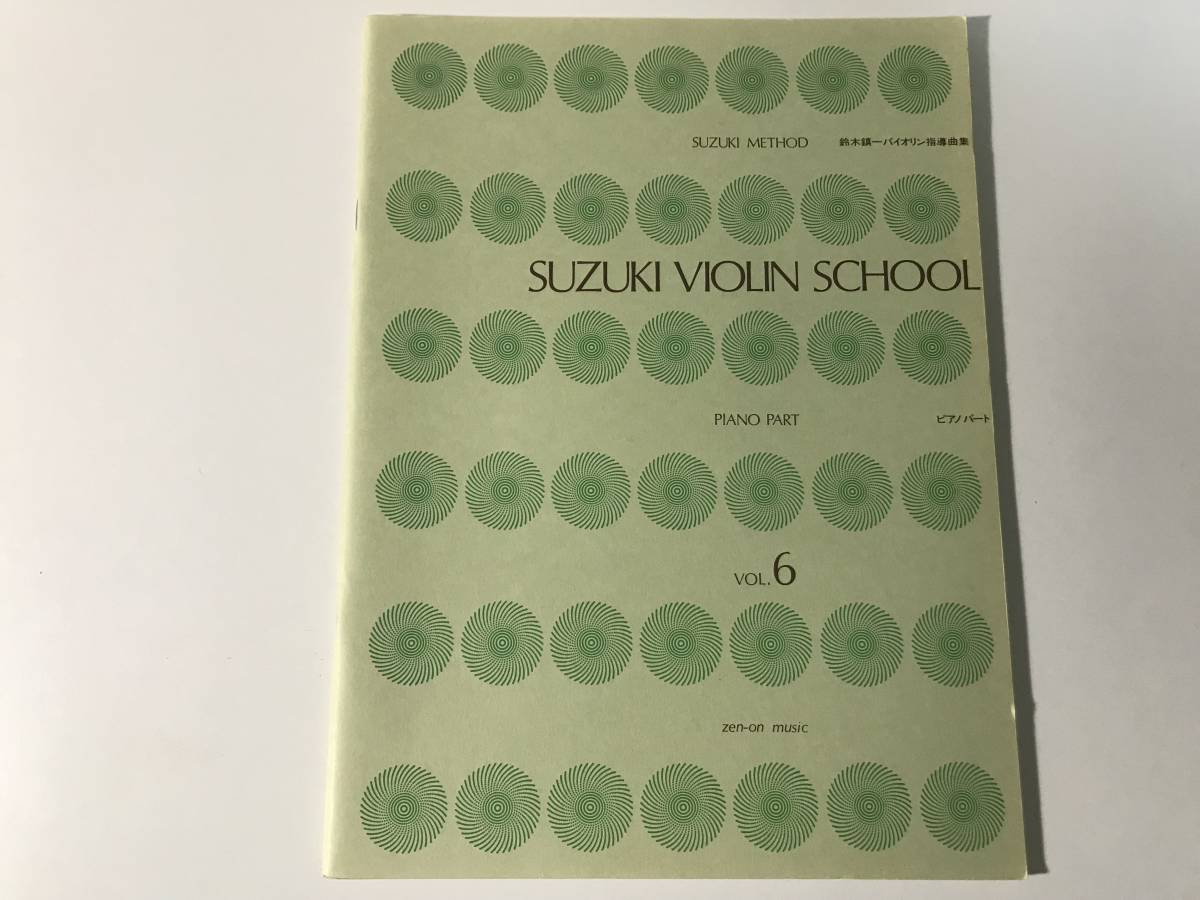 SUZUKI METHOD 鈴木鎮一バイオリン指導曲集
SUZUKI VIOLIN SCHOOL
PIANO PART ピアノパート
VOL. 6
zen-on music